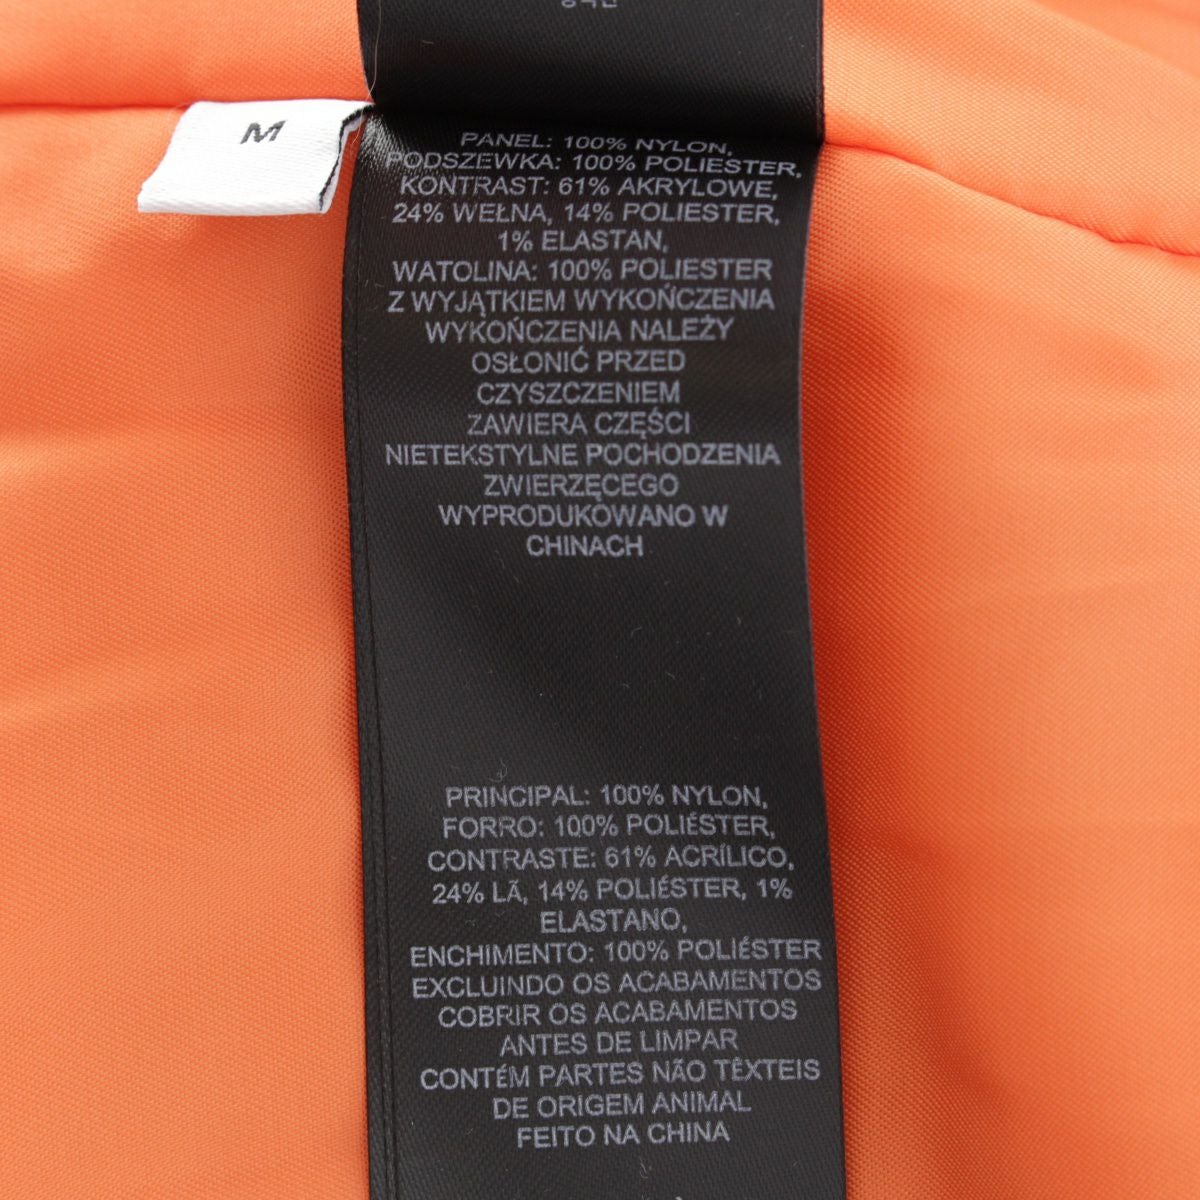 M
PANEL: 100% NYLON,
PODSZEWKA: 100% POLIESTER,
KONTRAST: 61% AKRYLOWE,
24% WEŁNA, 14% POLIESTER,
1% ELASTAN,
WATOLINA: 100% POLIESTER
Z WYJĄTKIEM WYKOŃCZENIA
WYKOŃCZENIA NALEŻY
OSŁONIĆ PRZED
CZYSZCZENIEM
ZAWIERA CZĘŚCI
NIETEKSTYLNE POCHODZENIA
ZWIERZĘCEGO
WYPRODUKOWANO W
CHINACH
PRINCIPAL: 100% NYLON,
FORRO: 100% POLIÉSTER,
CONTRASTE: 61% ACRÍLICO,
24% LÃ, 14% POLIÉSTER, 1%
ELASTANO,
ENCHIMENTO: 100% POLIÉSTER
EXCLUINDO OS ACABAMENTOS
COBRIR OS ACABAMENTOS
ANTES DE LIMPAR
CONTÉM PARTES NÃO TÊXTEIS
DE ORIGEM ANIMAL
FEITO NA CHINA